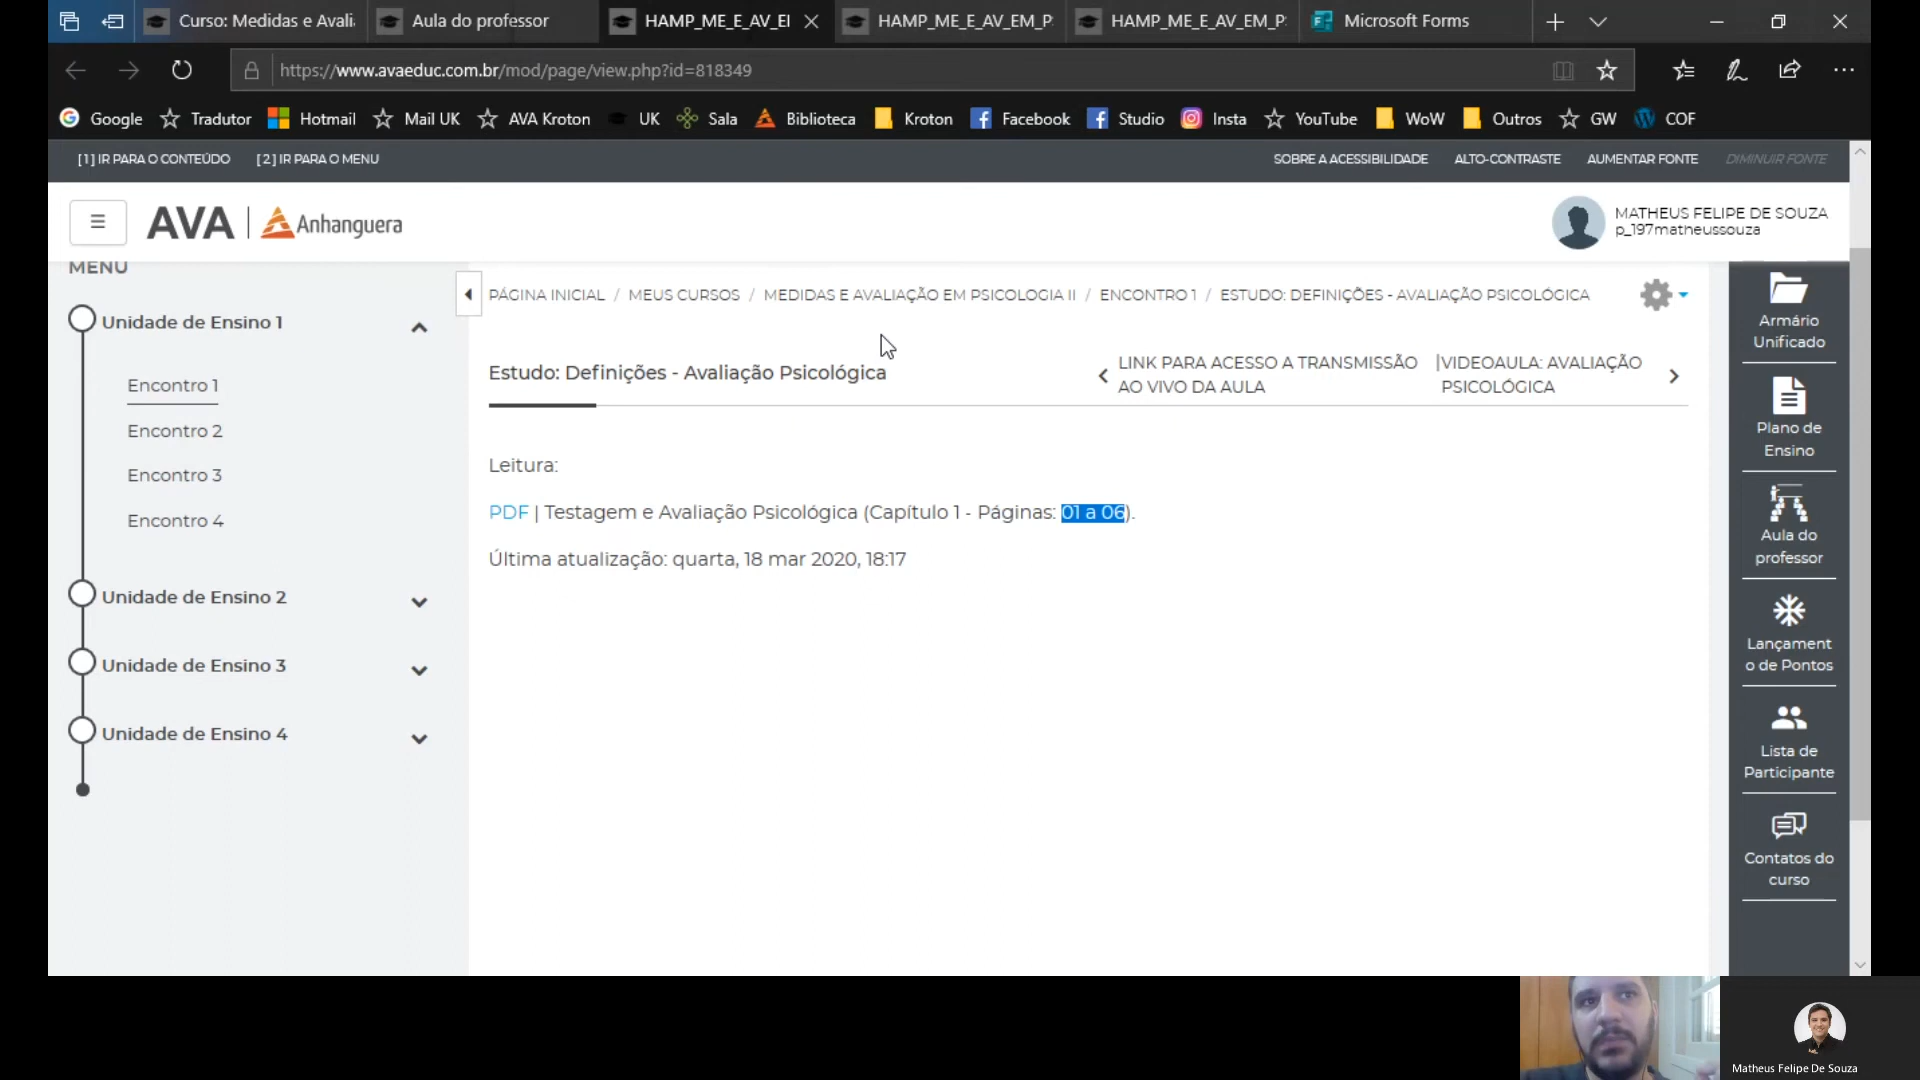 Curso: Medidas e Avali
Aula do professor
HAMP_ME_E_AV_EI
HAMP_ME_E_AV_EM_P
HAMP_ME_E_AV_EM_P
Microsoft Forms
https://www.avaeduc.com.br/mod/page/view.php?id=818349
Google
Tradutor
Hotmail
Mail UK
AVA Kroton
UK
Sala
Biblioteca
Kroton
Facebook
Studio
Insta
YouTube
WoW
Outros
GW
COF
[1] IR PARA O CONTEÚDO
[2] IR PARA O MENU
SOBRE A ACESSIBILIDADE
ALTO-CONTRASTE
AUMENTAR FONTE
DIMINUIR FONTE
AVA | Anhanguera
MATHEUS FELIPE DE SOUZA
p_197matheussouza
MENU
PÁGINA INICIAL / MEUS CURSOS / MEDIDAS E AVALIAÇÃO EM PSICOLOGIA II / ENCONTRO 1 / ESTUDO: DEFINIÇÕES - AVALIAÇÃO PSICOLÓGICA
Unidade de Ensino 1
Encontro 1
Encontro 2
Encontro 3
Encontro 4
Unidade de Ensino 2
Unidade de Ensino 3
Unidade de Ensino 4
Estudo: Definições - Avaliação Psicológica
LINK PARA ACESSO A TRANSMISSÃO
AO VIVO DA AULA
|VIDEOAULA: AVALIAÇÃO
PSICOLÓGICA
Leitura:
PDF | Testagem e Avaliação Psicológica (Capítulo 1 - Páginas: 01 a 06).
Última atualização: quarta, 18 mar 2020, 18:17
Armário
Unificado
Plano de
Ensino
Aula do
professor
Lançament
o de Pontos
Lista de
Participante
Contatos do
curso
Matheus Felipe De Souza